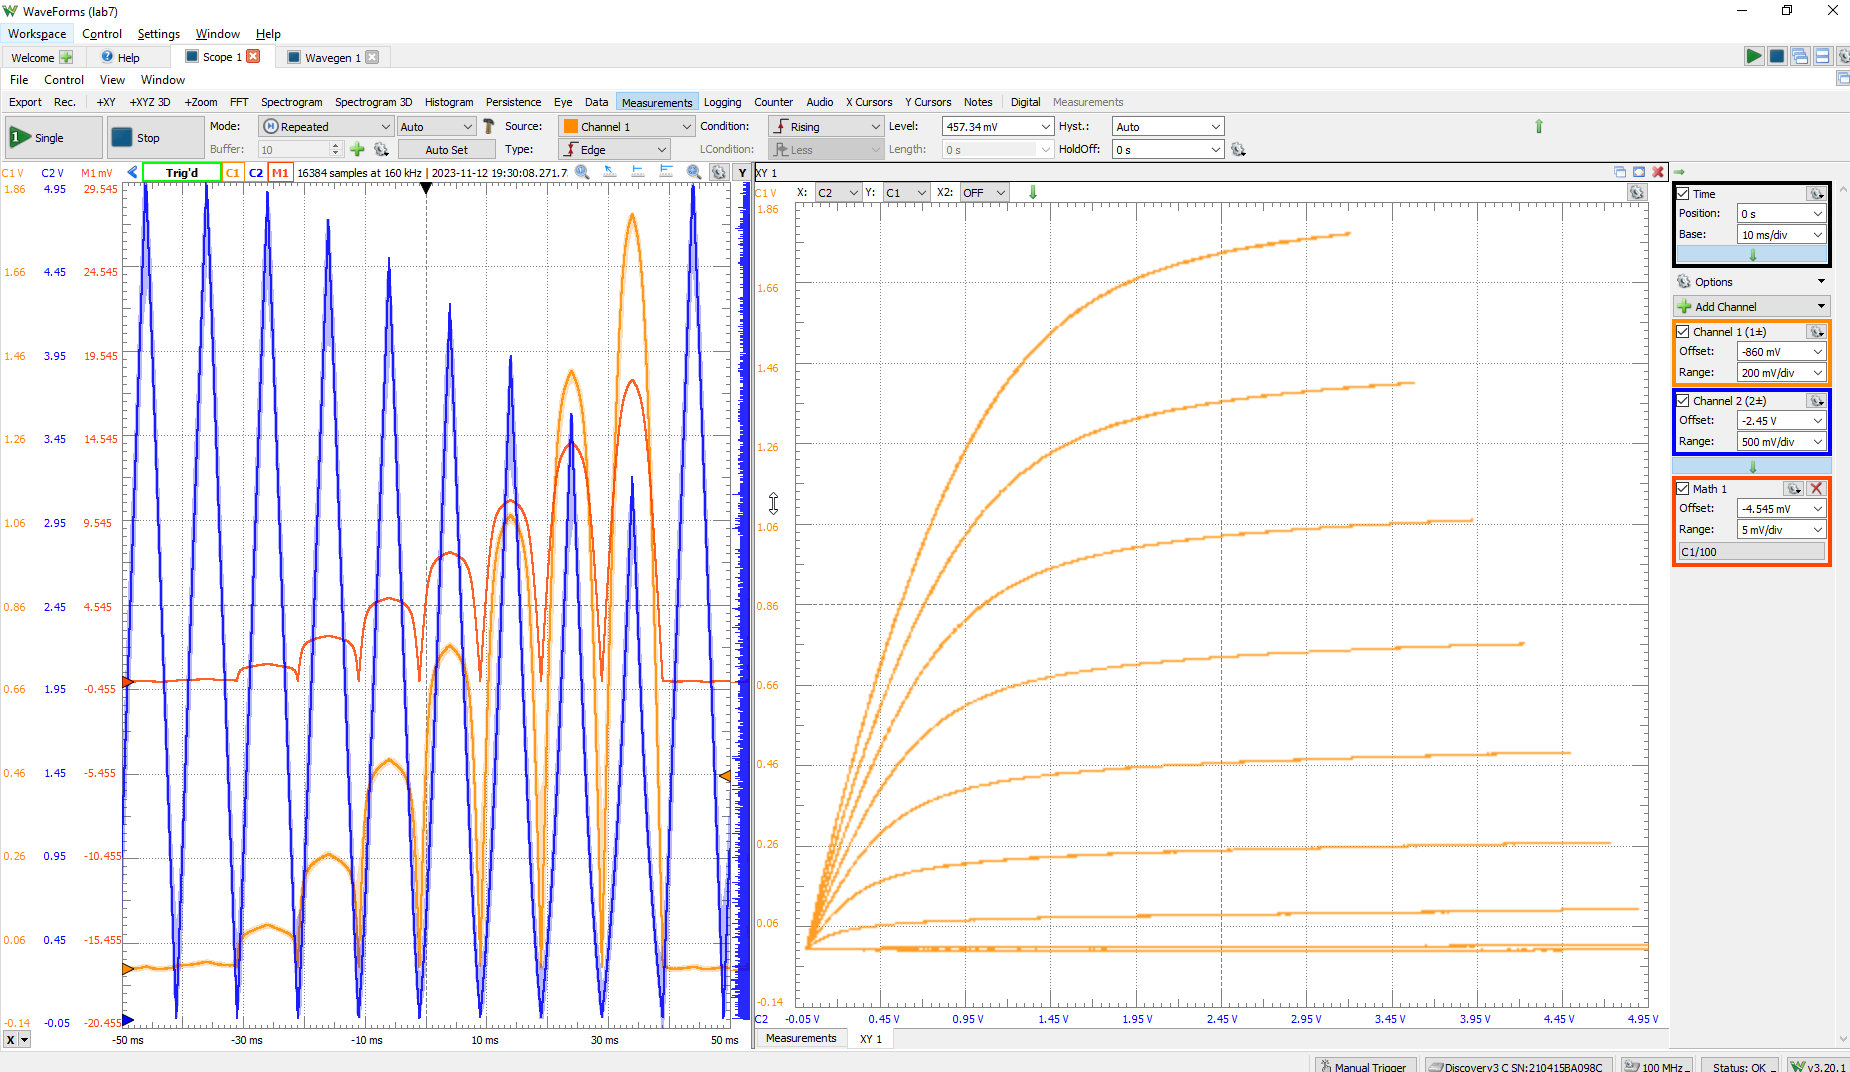 WaveForms (lab7)
Workspace Control Settings Window Help
Welcome Help Scope 1 Wavegen 1
File Control View Window
Export Rec. +XY +XYZ 3D +Zoom FFT Spectrogram Spectrogram 3D Histogram Persistence Eye Data Measurements Logging Counter Audio X Cursors Y Cursors Notes Digital Measurements
Single Stop Mode: Repeated Auto Source: Channel 1 Condition: Rising Level: 457.34 mV Hyst.: Auto
Buffer: 10 Auto Set Type: Edge LCondition: Less Length: 0 s HoldOff: 0 s
C1 V C2 V M1 mV Trig'd C1 C2 M1 16384 samples at 160 kHz | 2023-11-12 19:30:08.271.7 Y
1.86 4.95 29.545
1.66 4.45 24.545
1.46 3.95 19.545
1.26 3.45 14.545
1.06 2.95 9.545
0.86 2.45 4.545
0.66 1.95 -0.455
0.46 1.45 -5.455
0.26 0.95 -10.455
0.06 0.45 -15.455
-0.14 -0.05 -20.455
X -50 ms -30 ms -10 ms 10 ms 30 ms 50 ms
XY 1
C1 V X: C2 Y: C1 X2: OFF
1.86
1.66
1.46
1.26
1.06
0.86
0.66
0.46
0.26
0.06
-0.14
C2 -0.05 V 0.45 V 0.95 V 1.45 V 1.95 V 2.45 V 2.95 V 3.45 V 3.95 V 4.45 V 4.95 V
Measurements XY 1
Time
Position: 0 s
Base: 10 ms/div
Options
Add Channel
Channel 1 (1±)
Offset: -860 mV
Range: 200 mV/div
Channel 2 (2±)
Offset: -2.45 V
Range: 500 mV/div
Math 1
Offset: -4.545 mV
Range: 5 mV/div
C1/100
Manual Trigger Discovery3 C SN:210415BA098C 100 MHz Status: OK v3.20.1